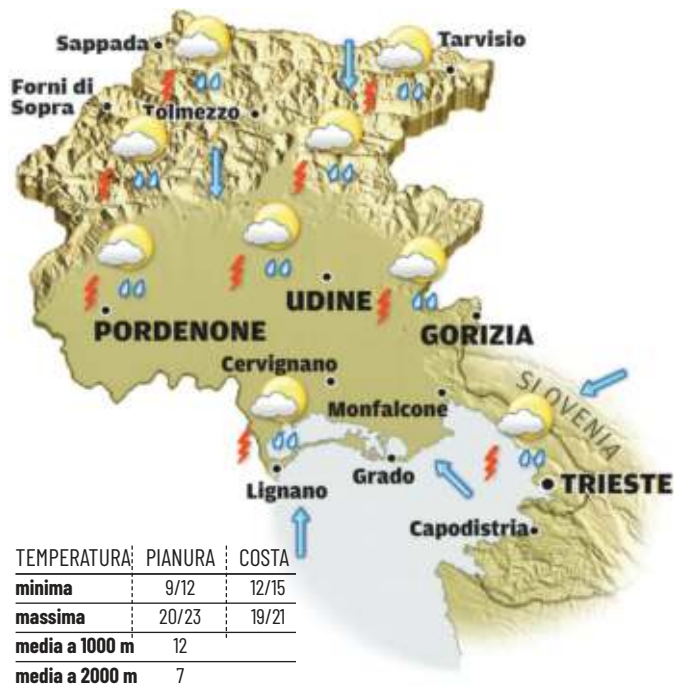 Sappada
Tarvisio
Forni di
Sopra
Tolmezzo
UDINE
PORDENONE
GORIZIA
Cervignano
SLOVENIA
Monfalcone
Grado
Lignano
TRIESTE
Capodistria
TEMPERATURA PIANURA COSTA
minima 9/12 12/15
massima 20/23 19/21
media a 1000 m 12
media a 2000 m 7